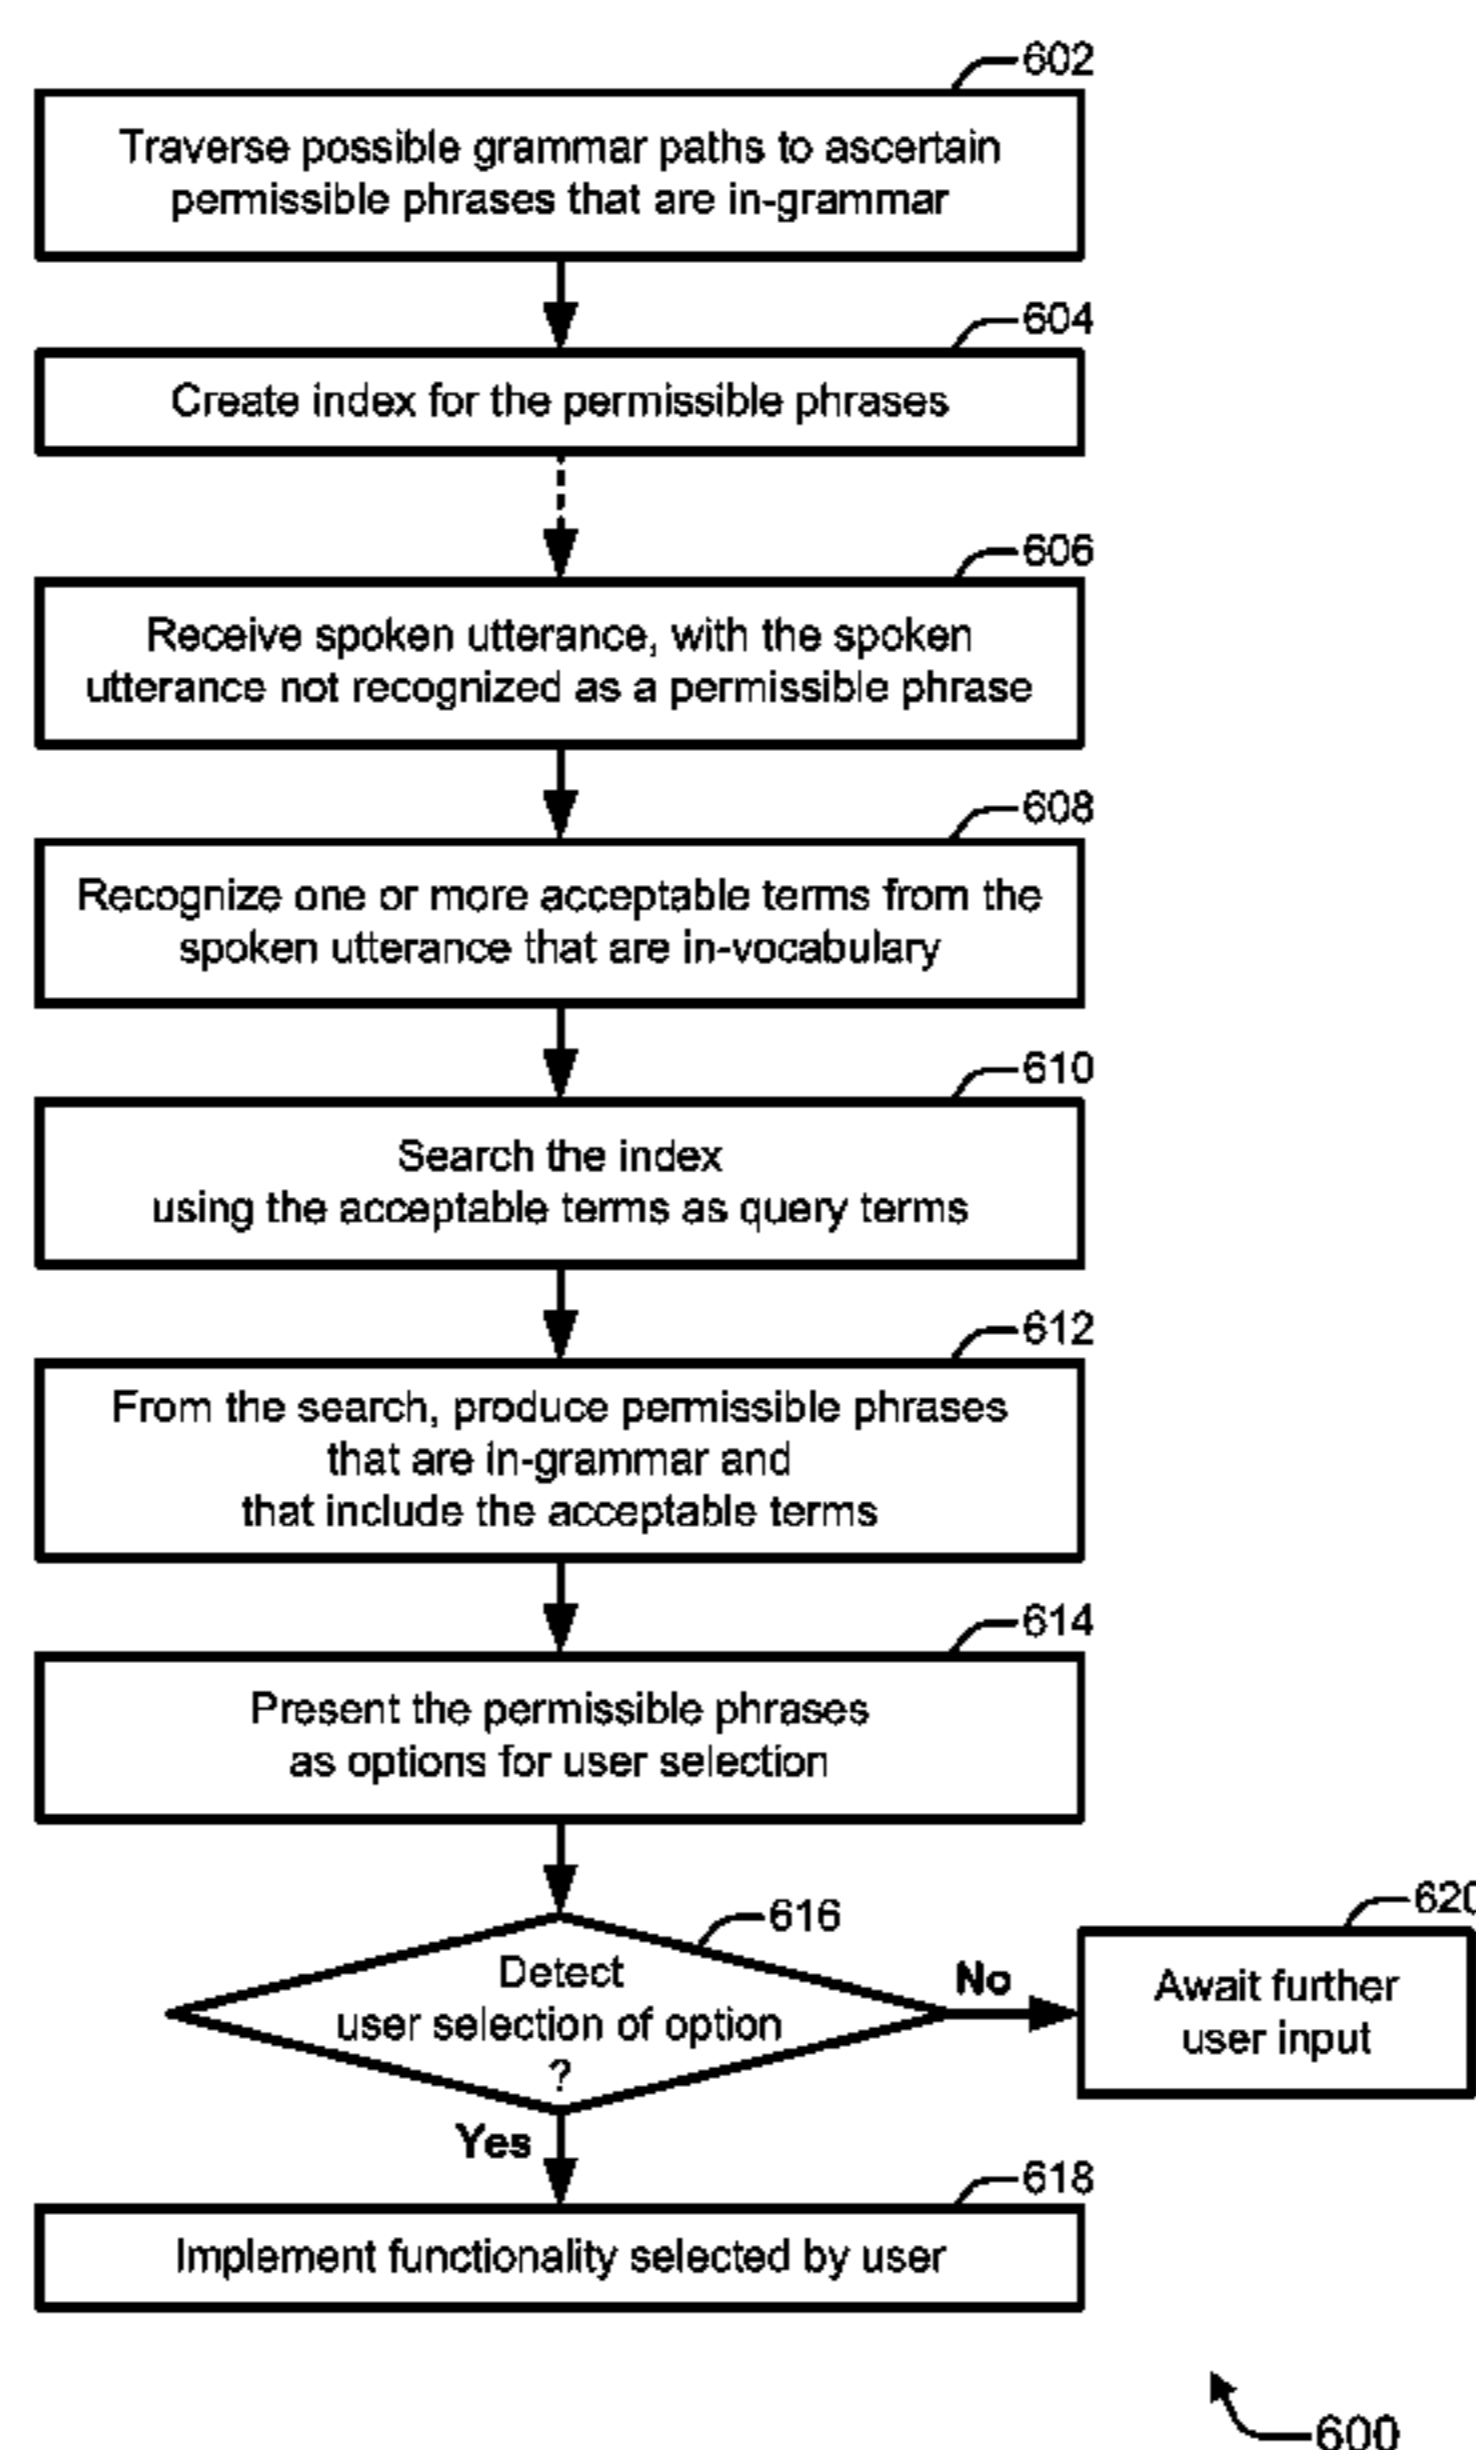 602
Traverse possible grammar paths to ascertain
permissible phrases that are in-grammar
604
Create index for the permissible phrases
606
Receive spoken utterance, with the spoken
utterance not recognized as a permissible phrase
608
Recognize one or more acceptable terms from the
spoken utterance that are in-vocabulary
610
Search the index
using the acceptable terms as query terms
612
From the search, produce permissible phrases
that are in-grammar and
that include the acceptable terms
614
Present the permissible phrases
as options for user selection
616
Detect
user selection of option
?
No
620
Await further
user input
Yes
618
Implement functionality selected by user
600